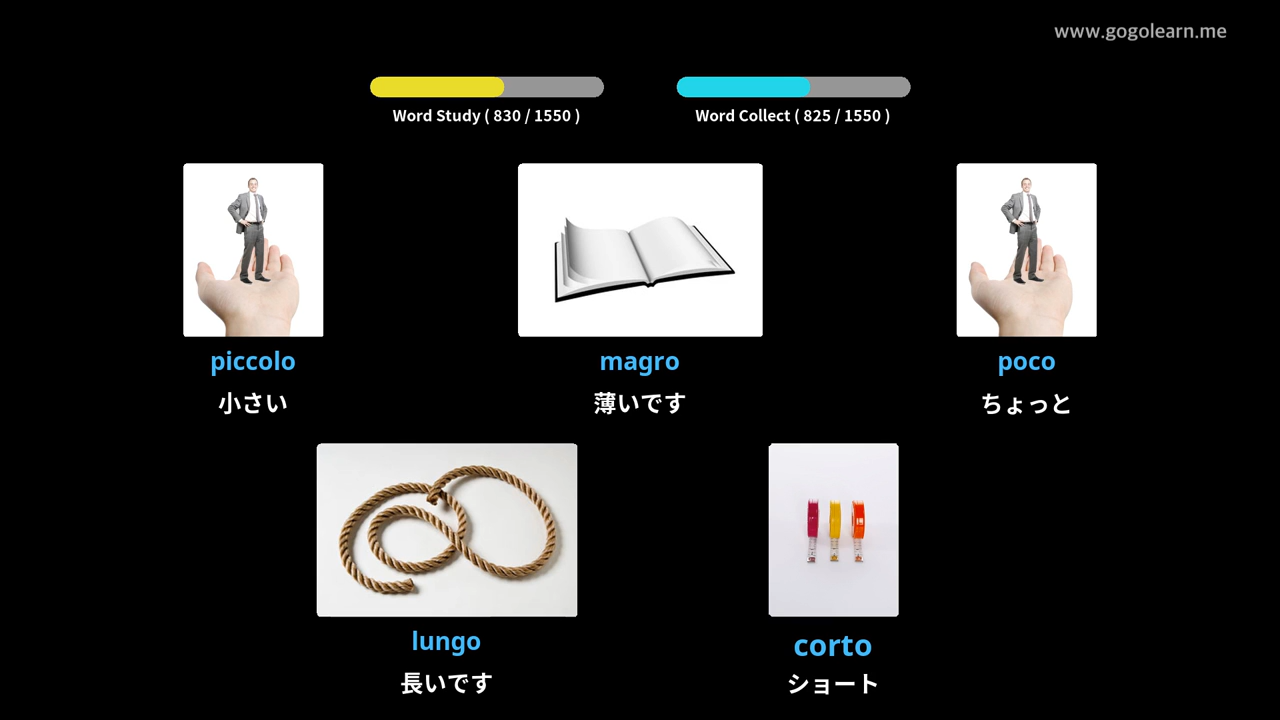 www.gogolearn.me
Word Study ( 830 / 1550 )
Word Collect ( 825 / 1550 )
piccolo
小さい
magro
薄いです
poco
ちょっと
lungo
長いです
corto
ショート